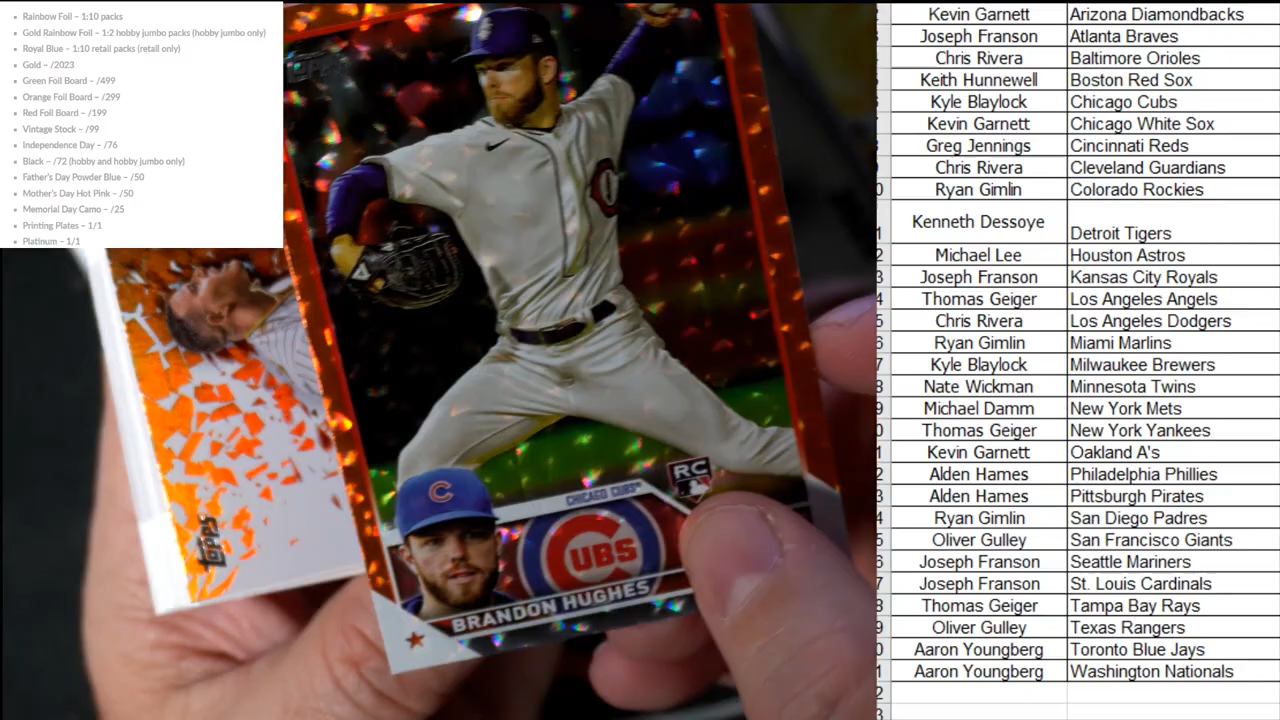 Rainbow Foil – 1:10 packs
Gold Rainbow Foil – 1:2 hobby jumbo packs (hobby jumbo only)
Royal Blue – 1:10 retail packs (retail only)
Gold – /2023
Green Foil Board – /499
Orange Foil Board – /299
Red Foil Board – /199
Vintage Stock – /99
Independence Day – /76
Black – /72 (hobby and hobby jumbo only)
Father's Day Powder Blue – /50
Mother's Day Hot Pink – /50
Memorial Day Camo – /25
Printing Plates – 1/1
Platinum – 1/1
TOPPS
RC
CHICAGO CUBS
C
CUBS
BRANDON HUGHES
TOPPS
Kevin Garnett Arizona Diamondbacks
Joseph Franson Atlanta Braves
Chris Rivera Baltimore Orioles
Keith Hunnewell Boston Red Sox
Kyle Blaylock Chicago Cubs
Kevin Garnett Chicago White Sox
Greg Jennings Cincinnati Reds
Chris Rivera Cleveland Guardians
Ryan Gimlin Colorado Rockies
Kenneth Dessoye Detroit Tigers
Michael Lee Houston Astros
Joseph Franson Kansas City Royals
Thomas Geiger Los Angeles Angels
Chris Rivera Los Angeles Dodgers
Ryan Gimlin Miami Marlins
Kyle Blaylock Milwaukee Brewers
Nate Wickman Minnesota Twins
Michael Damm New York Mets
Thomas Geiger New York Yankees
Kevin Garnett Oakland A's
Alden Hames Philadelphia Phillies
Alden Hames Pittsburgh Pirates
Ryan Gimlin San Diego Padres
Oliver Gulley San Francisco Giants
Joseph Franson Seattle Mariners
Joseph Franson St. Louis Cardinals
Thomas Geiger Tampa Bay Rays
Oliver Gulley Texas Rangers
Aaron Youngberg Toronto Blue Jays
Aaron Youngberg Washington Nationals